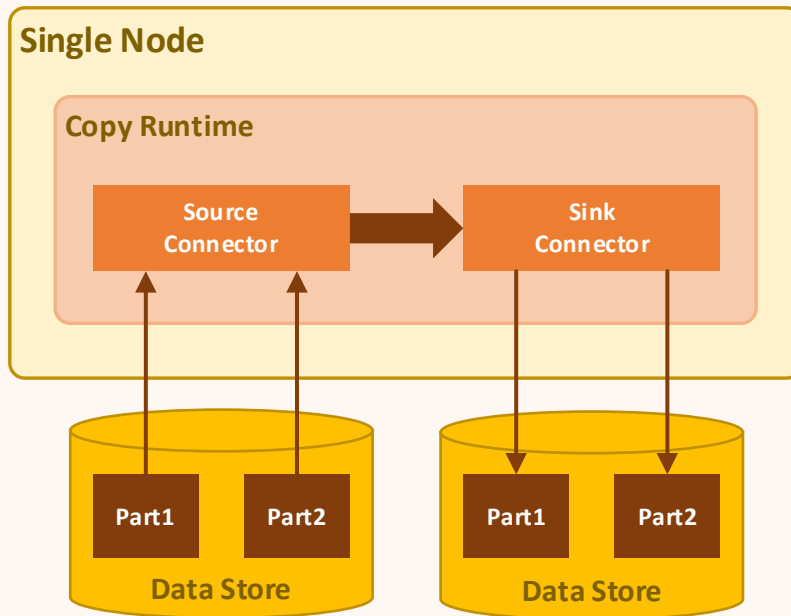 Single Node
Copy Runtime
Source
Connector
Sink
Connector
Part1
Part2
Data Store
Part1
Part2
Data Store